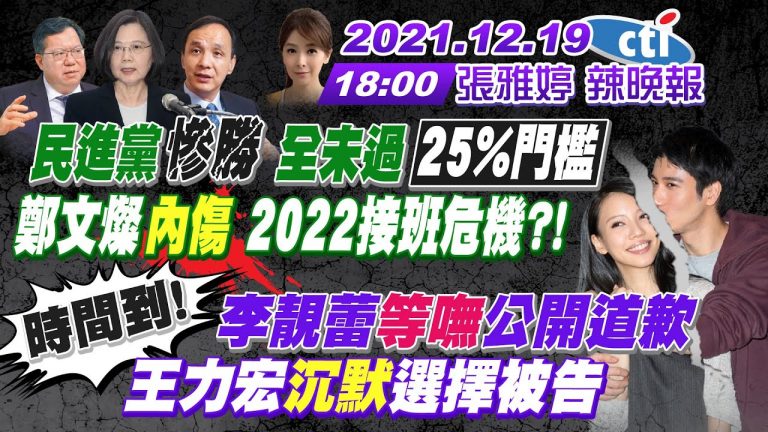 2021.12.19
cti
18:00 張雅婷 辣晚報
民進黨慘勝 全未過25%門檻
鄭文燦內傷 2022接班危機?!
時間到!
李靚蕾等嘸公開道歉
王力宏沉默選擇被告